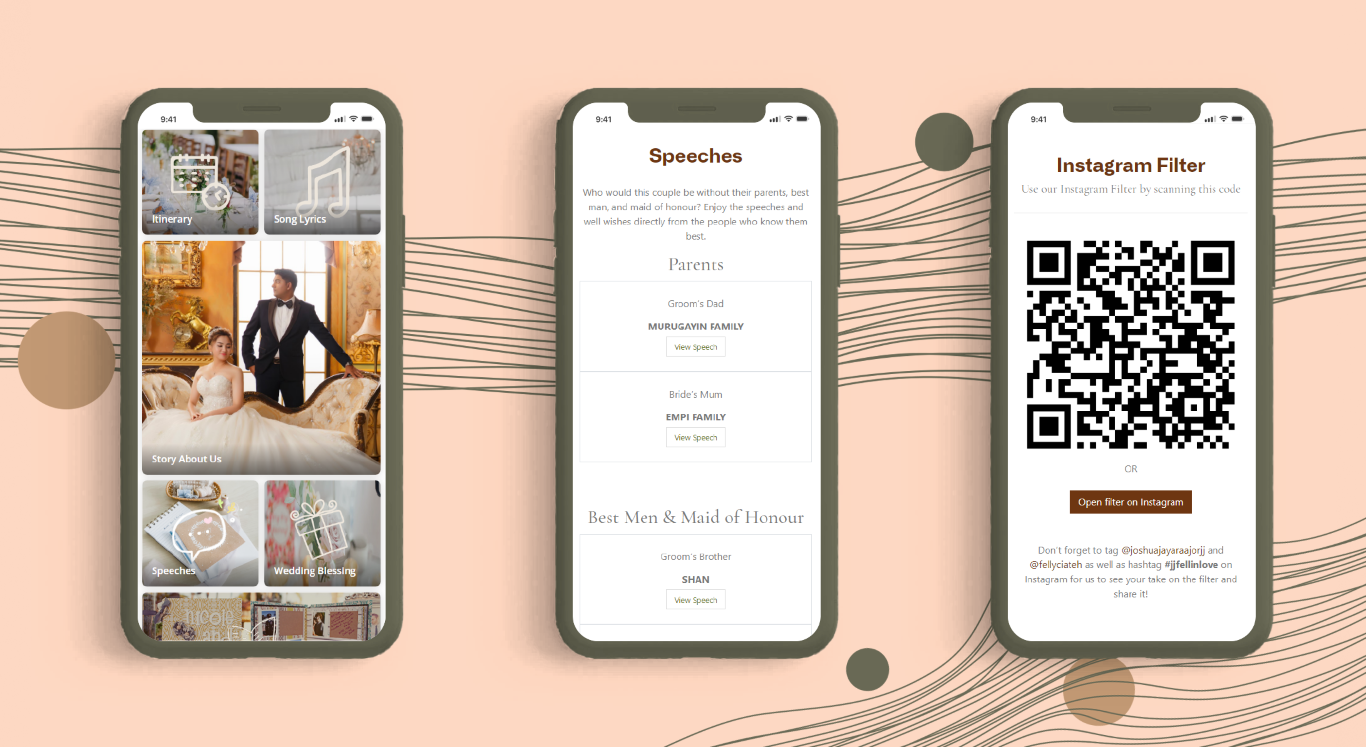 9:41
Itinerary
Song Lyrics
Story About Us
Speeches
Wedding Blessing
nicole
9:41
Speeches
Who would this couple be without their parents, best
man, and maid of honour? Enjoy the speeches and
well wishes directly from the people who know them
best.
Parents
Groom's Dad
MURUGAYIN FAMILY
View Speech
Bride's Mum
EMPI FAMILY
View Speech
Best Men & Maid of Honour
Groom's Brother
SHAN
View Speech
9:41
Instagram Filter
Use our Instagram Filter by scanning this code
OR
Open filter on Instagram
Don't forget to tag @joshuajayaraajorjj and
@fellyciateh as well as hashtag #jjfellinlove on
Instagram for us to see your take on the filter and
share it!